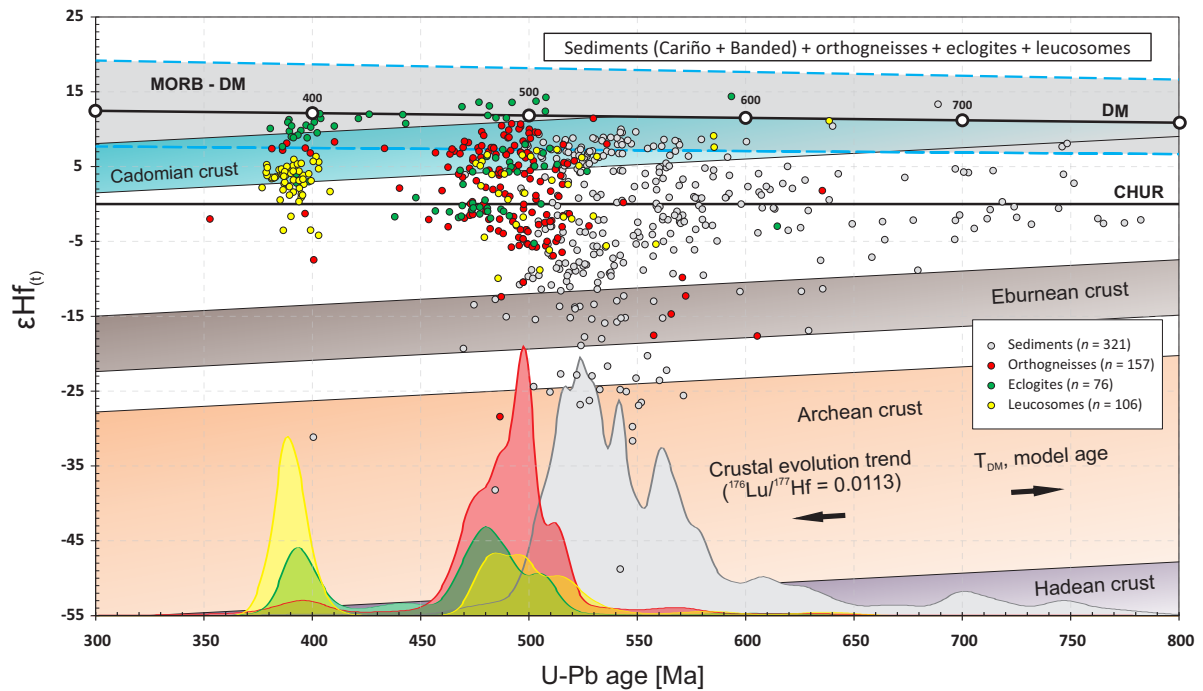 Sediments (Cariño + Banded) + orthogneisses + eclogites + leucosomes
25
15
5
-5
-15
-25
-35
-45
-55
εHf(t)
MORB - DM
400
500
600
700
DM
Cadomian crust
CHUR
Eburnean crust
Sediments (n = 321)
Orthogneisses (n = 157)
Eclogites (n = 76)
Leucosomes (n = 106)
Archean crust
Crustal evolution trend
(¹⁷⁶Lu/¹⁷⁷Hf = 0.0113)
TDM, model age
Hadean crust
300 350 400 450 500 550 600 650 700 750 800
U-Pb age [Ma]